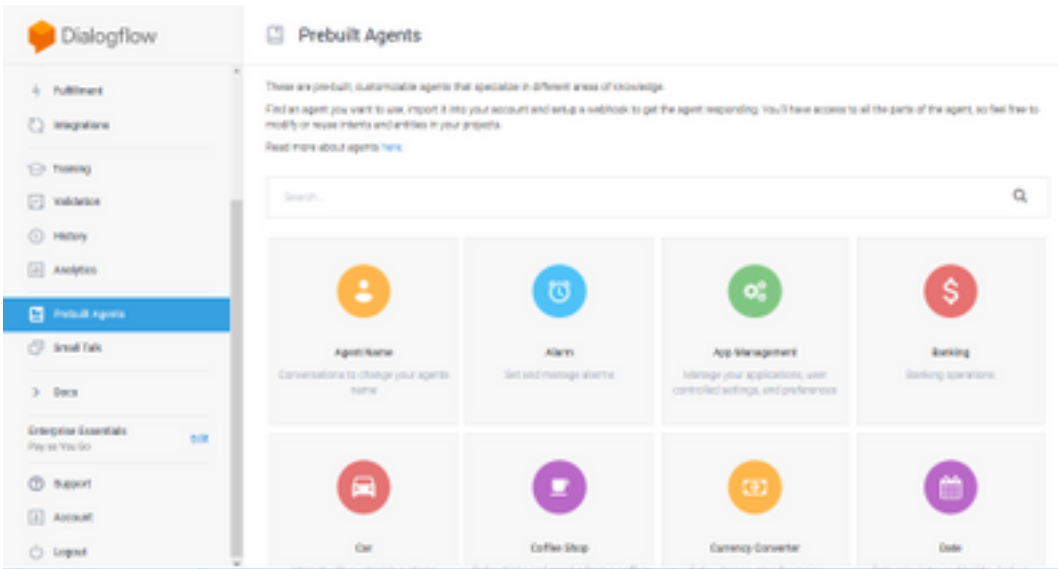 Dialogflow
Prebuilt Agents
Fulfillment
Integrations
Training
Validation
History
Analytics
Prebuilt Agents
Small Talk
Docs
Enterprise Essentials
Edit
Pay as You Go
Support
Account
Logout
These are pre-built, customizable agents that specialize in different areas of knowledge.
Find an agent you want to use, import it into your account and setup a webhook to get the agent responding. You'll have access to all the parts of the agent, so feel free to
modify or reuse intents and entities in your projects.
Read more about agents here.
Search...
Agent Name
Conversations to change your agents
name
Alarm
Set and manage alarms
App Management
Manage your applications, user
controlled settings, and preferences
Banking
Banking operations
Car
Coffee Shop
Currency Converter
Date